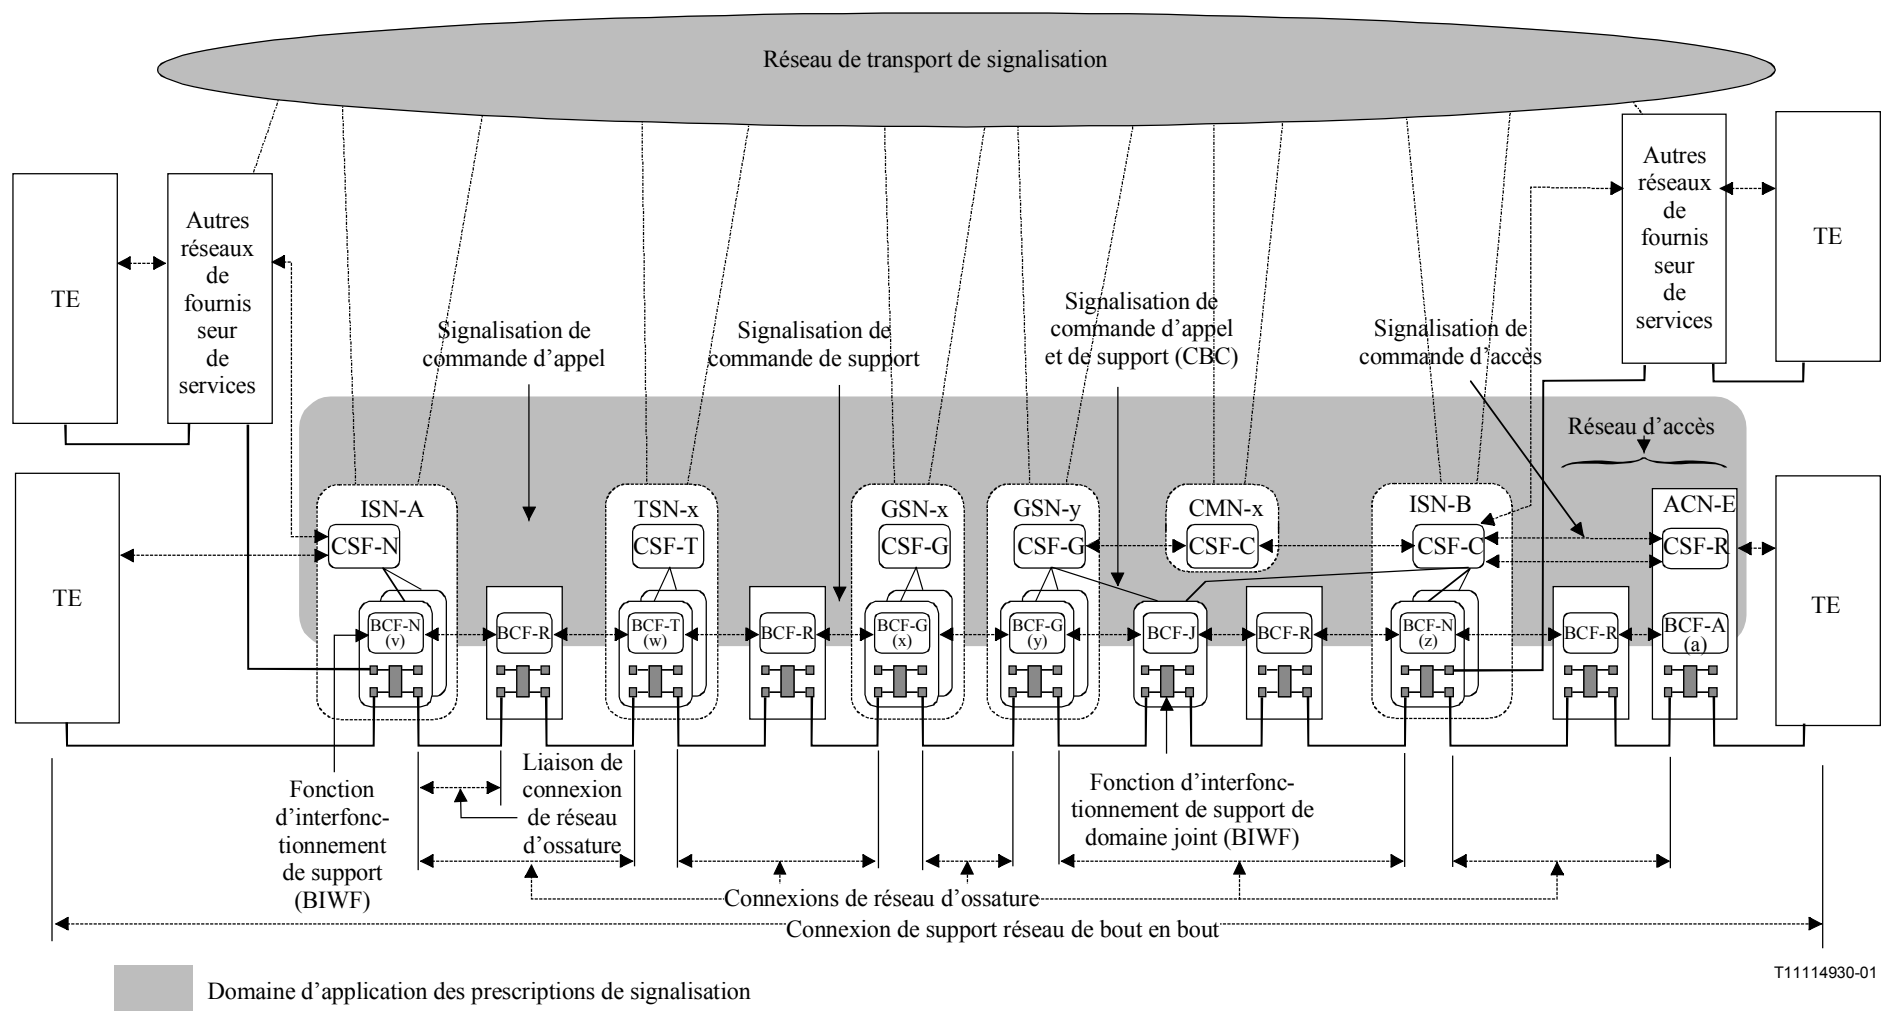 Réseau de transport de signalisation
Autres
réseaux
de
fournis
seur
de
services
TE
Autres
réseaux
de
fournis
seur
de
services
TE
TE
Signalisation de
commande d'appel
Signalisation de
commande de support
Signalisation de
commande d'appel
et de support (CBC)
Signalisation de
commande d'accès
Réseau d'accès
ISN-A
TSN-x
GSN-x
GSN-y
CMN-x
ISN-B
ACN-E
CSF-N
CSF-T
CSF-G
CSF-G
CSF-C
CSF-C
CSF-R
TE
TE
BCF-N
(v)
BCF-R
BCF-T
(w)
BCF-R
BCF-G
(x)
BCF-G
(y)
BCF-J
BCF-R
BCF-N
(z)
BCF-R
BCF-A
(a)
Fonction
d'interfonc-
tionnement
de support
(BIWF)
Liaison de
connexion
de réseau
d'ossature
Fonction d'interfonc-
tionnement de support de
domaine joint (BIWF)
Connexions de réseau d'ossature
Connexion de support réseau de bout en bout
T11114930-01
Domaine d'application des prescriptions de signalisation